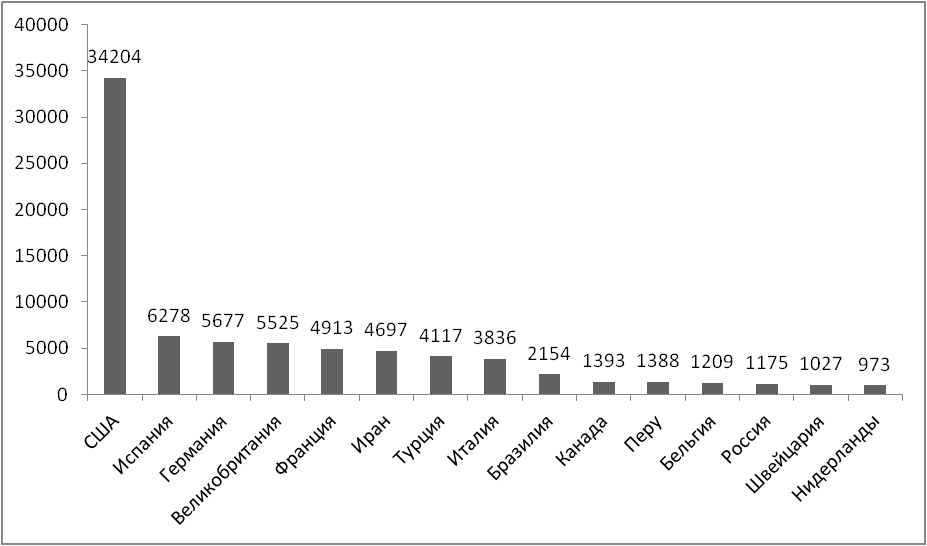 40000
35000
30000
25000
20000
15000
10000
5000
0
34204
6278
5677
5525
4913
4697
4117
3836
2154
1393
1388
1209
1175
1027
973
США
Испания
Германия
Великобритания
Франция
Иран
Турция
Италия
Бразилия
Канада
Перу
Бельгия
Россия
Швейцария
Нидерланды